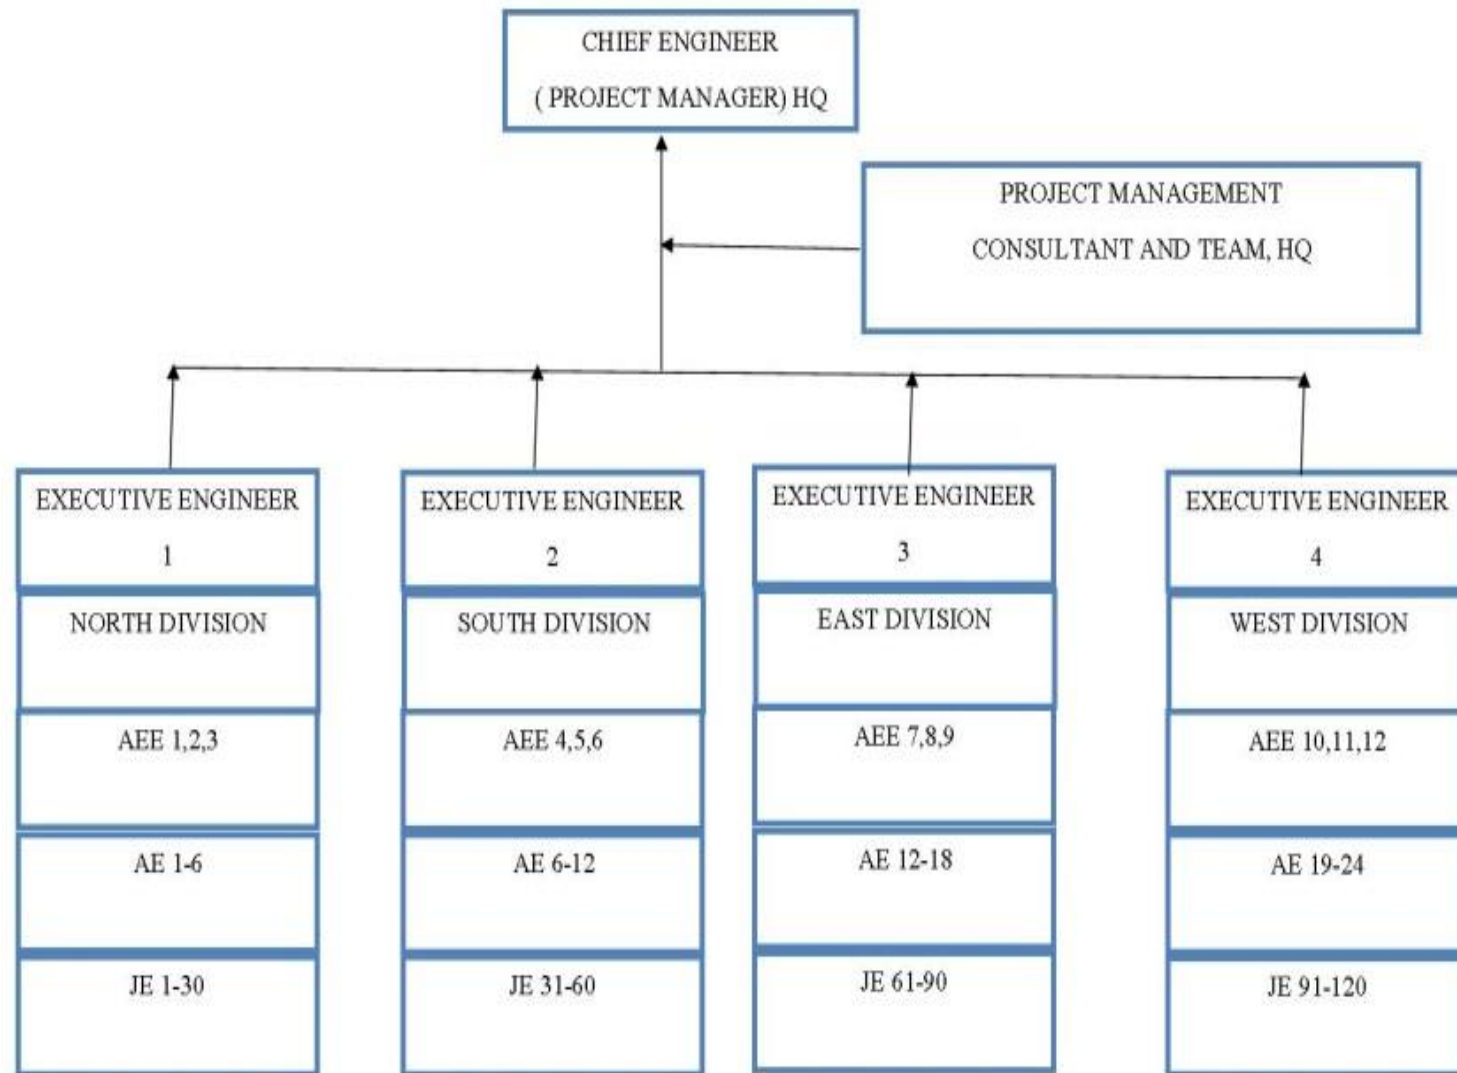 CHIEF ENGINEER
( PROJECT MANAGER) HQ
PROJECT MANAGEMENT
CONSULTANT AND TEAM, HQ
EXECUTIVE ENGINEER
1
NORTH DIVISION
AEE 1,2,3
AE 1-6
JE 1-30
EXECUTIVE ENGINEER
2
SOUTH DIVISION
AEE 4,5,6
AE 6-12
JE 31-60
EXECUTIVE ENGINEER
3
EAST DIVISION
AEE 7,8,9
AE 12-18
JE 61-90
EXECUTIVE ENGINEER
4
WEST DIVISION
AEE 10,11,12
AE 19-24
JE 91-120